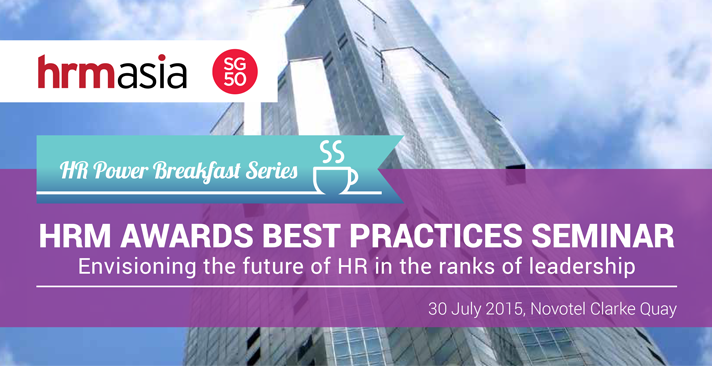 hrmasia
SG
50
HR Power Breakfast Series
HRM AWARDS BEST PRACTICES SEMINAR
Envisioning the future of HR in the ranks of leadership
30 July 2015, Novotel Clarke Quay